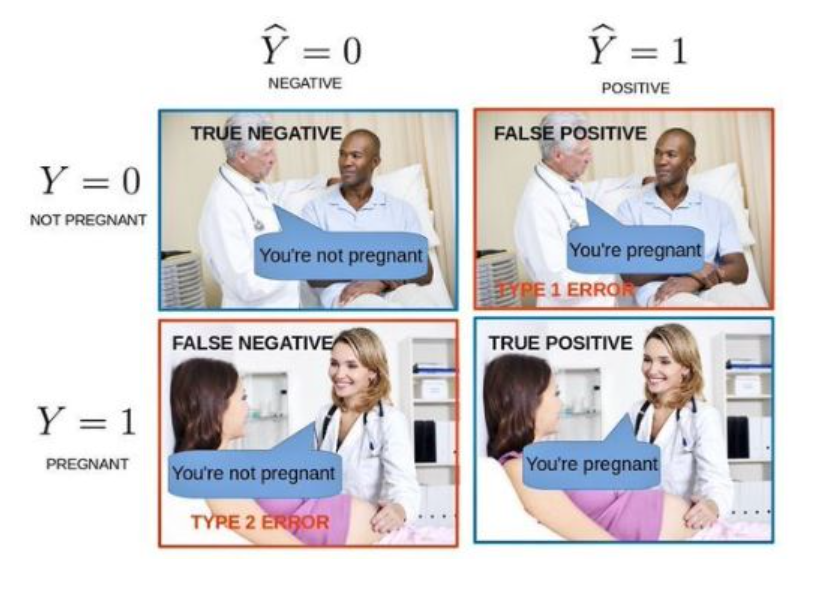 Ŷ = 0
NEGATIVE
Ŷ = 1
POSITIVE
Y = 0
NOT PREGNANT
TRUE NEGATIVE
You're not pregnant
FALSE POSITIVE
You're pregnant
TYPE 1 ERROR
Y = 1
PREGNANT
FALSE NEGATIVE
You're not pregnant
TYPE 2 ERROR
TRUE POSITIVE
You're pregnant